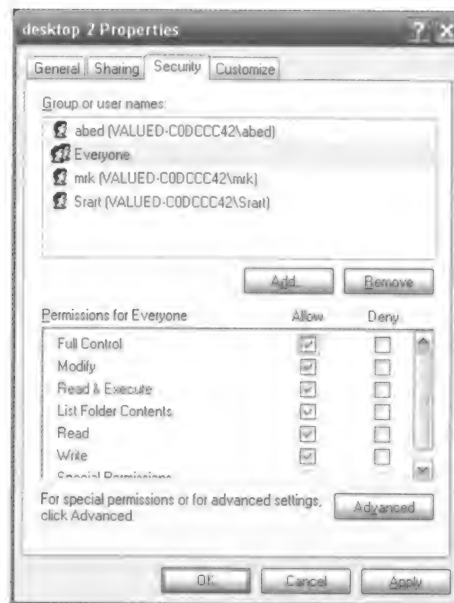 desktop 2 Properties
General Sharing Security Customize
Group or user names:
abed (VALUED-C0DCCC42\abed)
Everyone
mrk (VALUED-C0DCCC42\mrk)
Srart (VALUED-C0DCCC42\Srart)
Add... Remove
Permissions for Everyone Allow Deny
Full Control
Modify
Read & Execute
List Folder Contents
Read
Write
Special Permissions
For special permissions or for advanced settings,
click Advanced.
Advanced
OK Cancel Apply